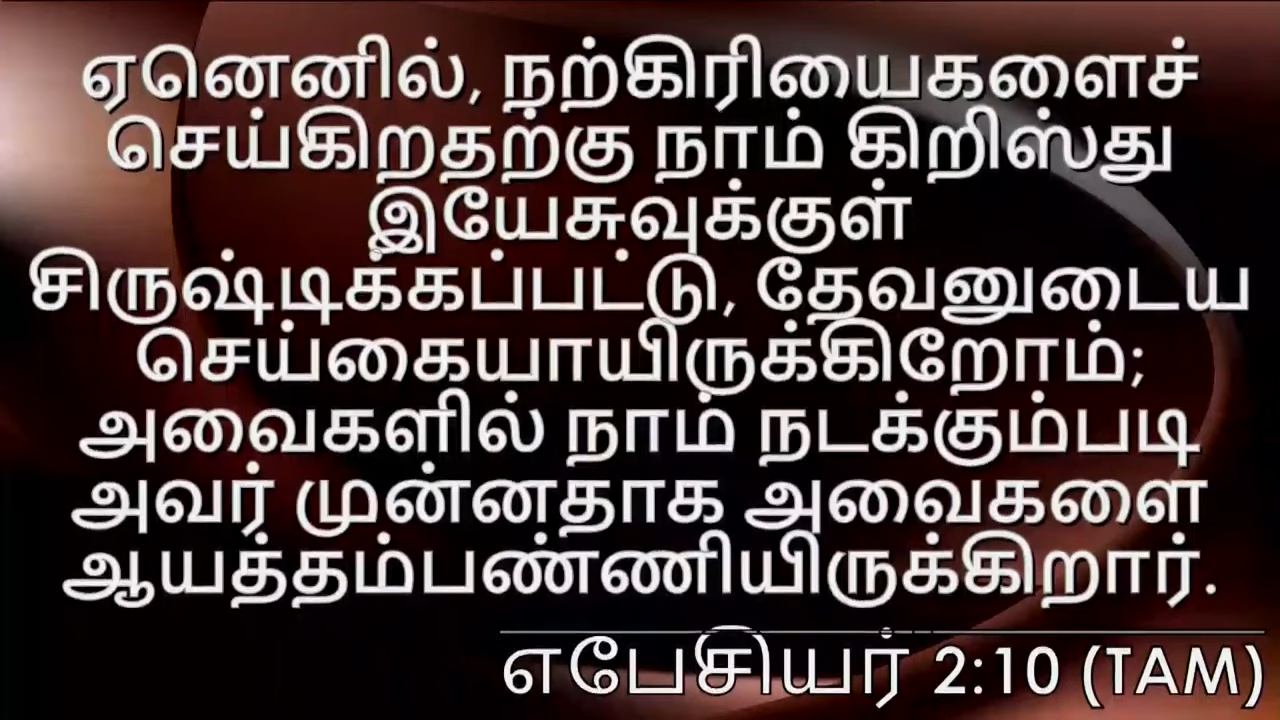 ஏனெனில், நற்கிரியைகளைச்
செய்கிறதற்கு நாம் கிறிஸ்து
இயேசுவுக்குள்
சிருஷ்டிக்கப்பட்டு, தேவனுடைய
செய்கையாயிருக்கிறோம்;
அவைகளில் நாம் நடக்கும்படி
அவர் முன்னதாக அவைகளை
ஆயத்தம்பண்ணியிருக்கிறார்.
எபேசியர் 2:10 (TAM)